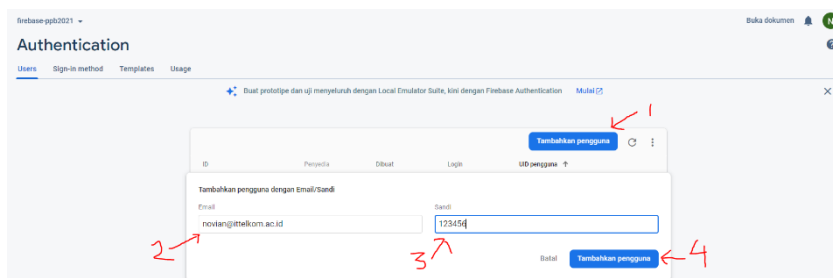 firebase-ppb2021
Buka dokumen
N
Authentication
Users Sign-in method Templates Usage
Buat prototipe dan uji menyeluruh dengan Local Emulator Suite, kini dengan Firebase Authentication Mulai
1
Tambahkan pengguna
ID Penyedia Dibuat Login UID pengguna ↑
Tambahkan pengguna dengan Email/Sandi
Email Sandi
novian@ittelkom.ac.id 123456
2 3
Batal Tambahkan pengguna 4